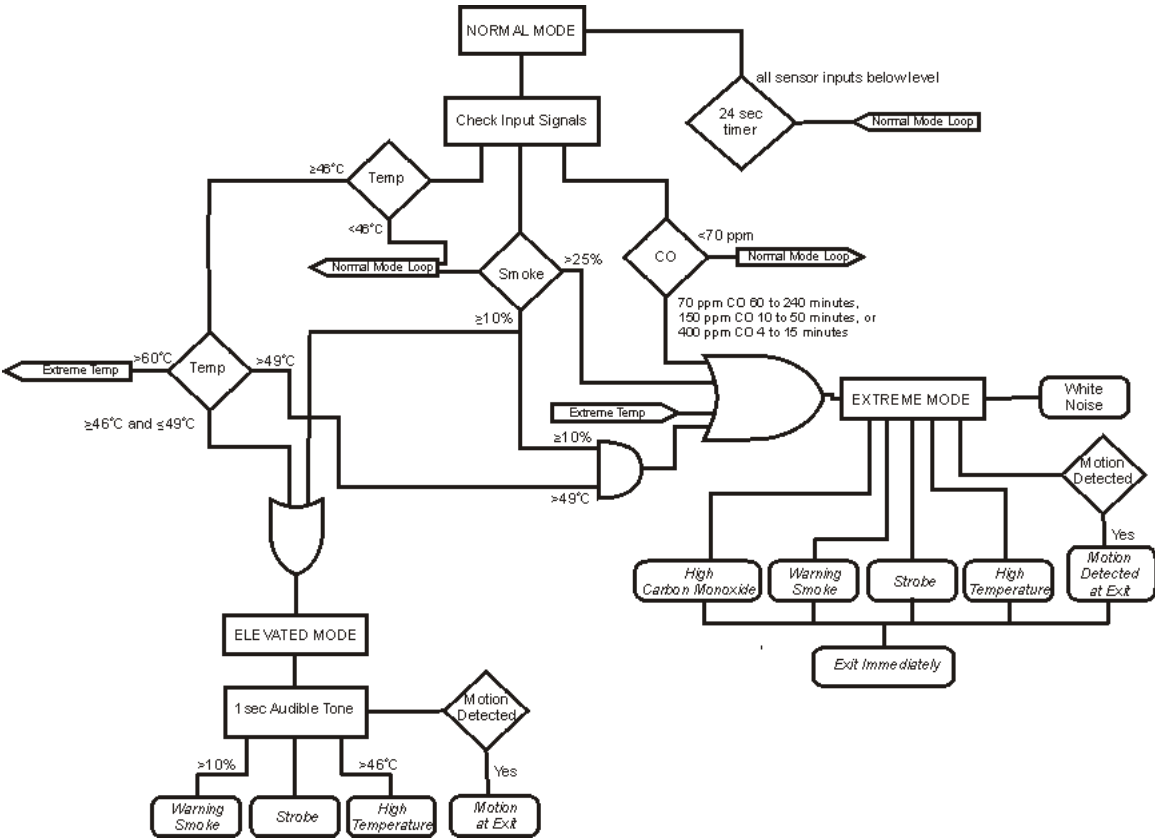 NORMAL MODE
all sensor inputs below level
24 sec
timer
Normal Mode Loop
Check Input Signals
≥46°C
Temp
<46°C
Normal Mode Loop
Smoke
>25%
≥10%
CO
<70 ppm
Normal Mode Loop
70 ppm CO 60 to 240 minutes,
150 ppm CO 10 to 50 minutes, or
400 ppm CO 4 to 15 minutes
Extreme Temp
>60°C
Temp
>49°C
≥46°C and ≤49°C
Extreme Temp
≥10%
>49°C
EXTREME MODE
White
Noise
Motion
Detected
Yes
High
Carbon Monoxide
Warning
Smoke
Strobe
High
Temperature
Motion
Detected
at Exit
Exit Immediately
ELEVATED MODE
1 sec Audible Tone
Motion
Detected
>10%
>46°C
Yes
Warning
Smoke
Strobe
High
Temperature
Motion
at Exit